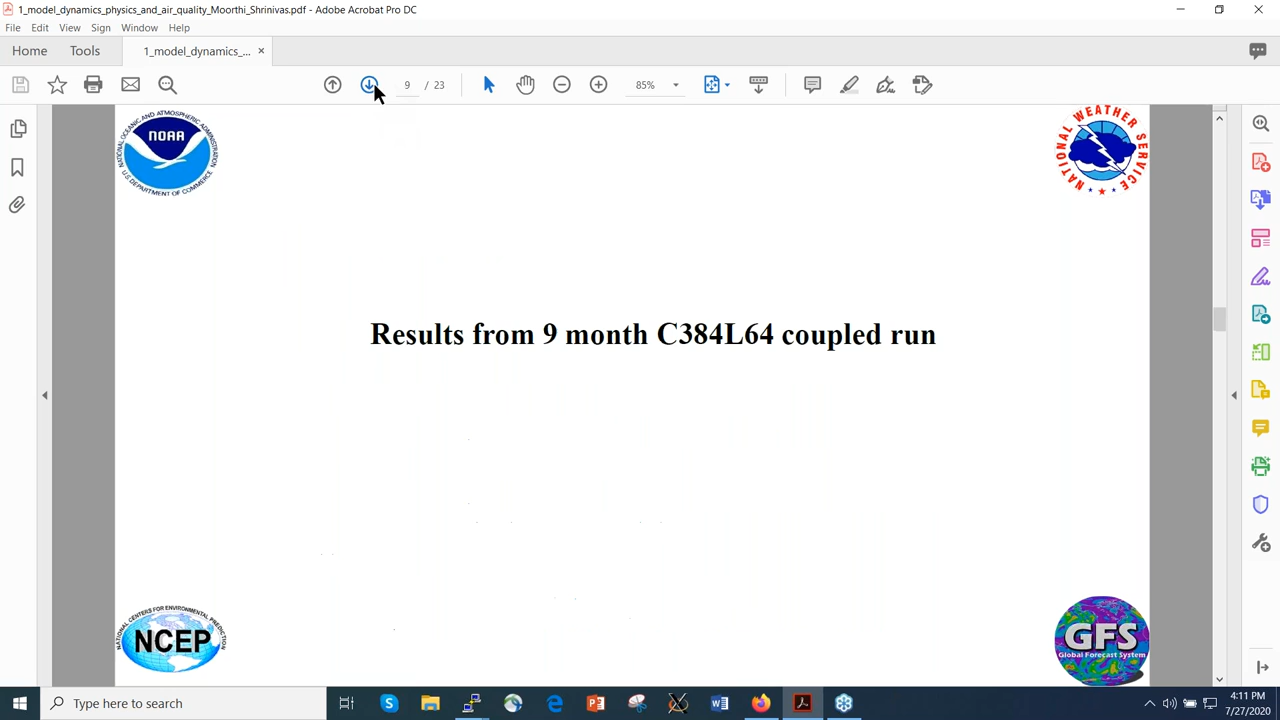 1_model_dynamics_physics_and_air_quality_Moorthi_Shrinivas.pdf - Adobe Acrobat Pro DC
File Edit View Sign Window Help
Home Tools 1_model_dynamics_... ×
9 / 23 85%
NATIONAL OCEANIC AND ATMOSPHERIC ADMINISTRATION
NOAA
U.S. DEPARTMENT OF COMMERCE
NATIONAL WEATHER SERVICE
Results from 9 month C384L64 coupled run
NATIONAL CENTERS FOR ENVIRONMENTAL PREDICTION
NCEP
GFS
Global Forecast System
Type here to search
4:11 PM
7/27/2020